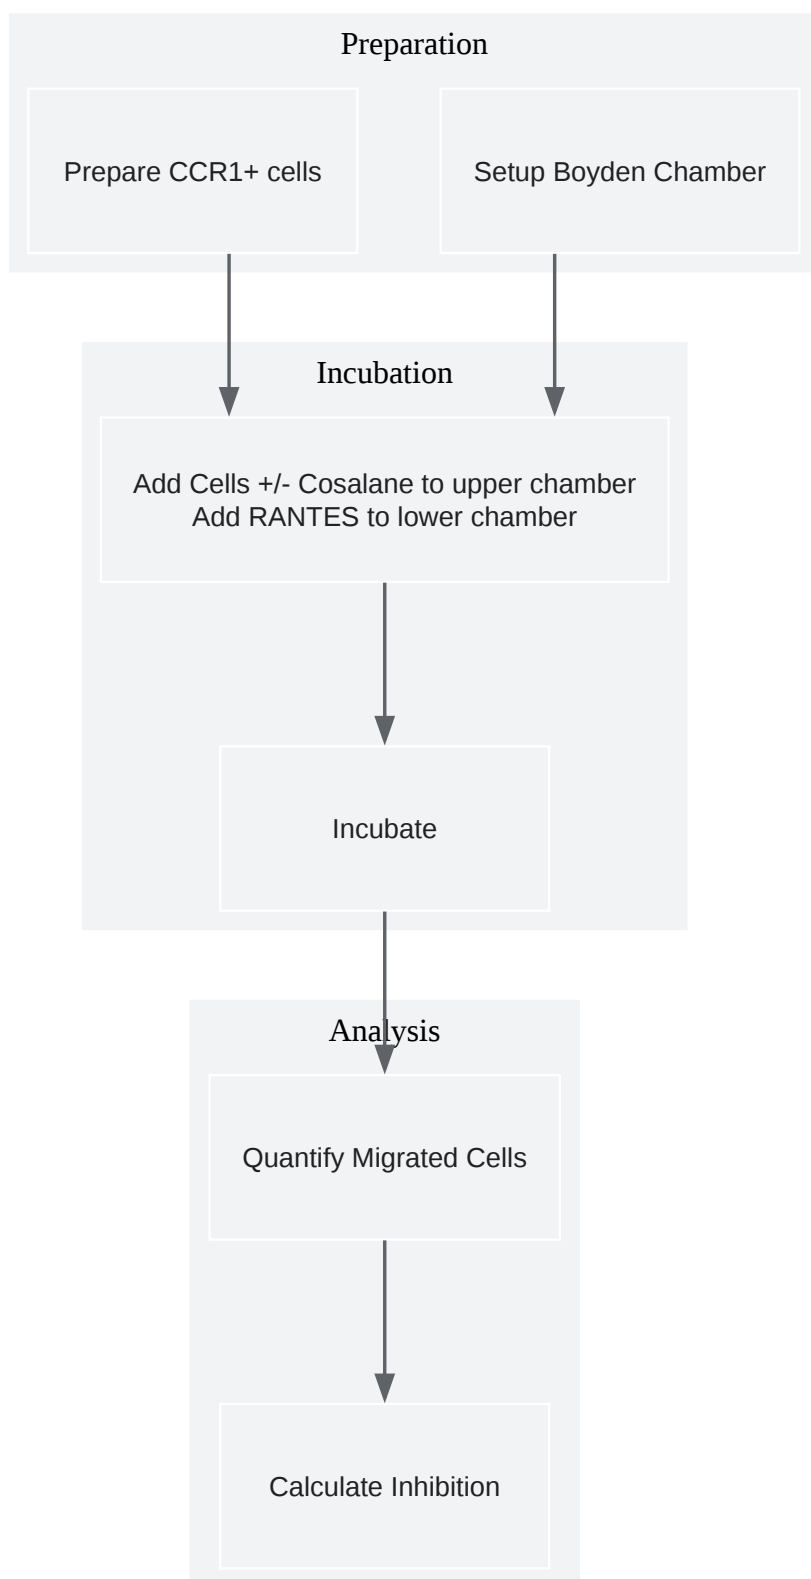 Preparation
Prepare CCR1+ cells
Setup Boyden Chamber
Incubation
Add Cells +/- Cosalane to upper chamber
Add RANTES to lower chamber
Incubate
Analysis
Quantify Migrated Cells
Calculate Inhibition